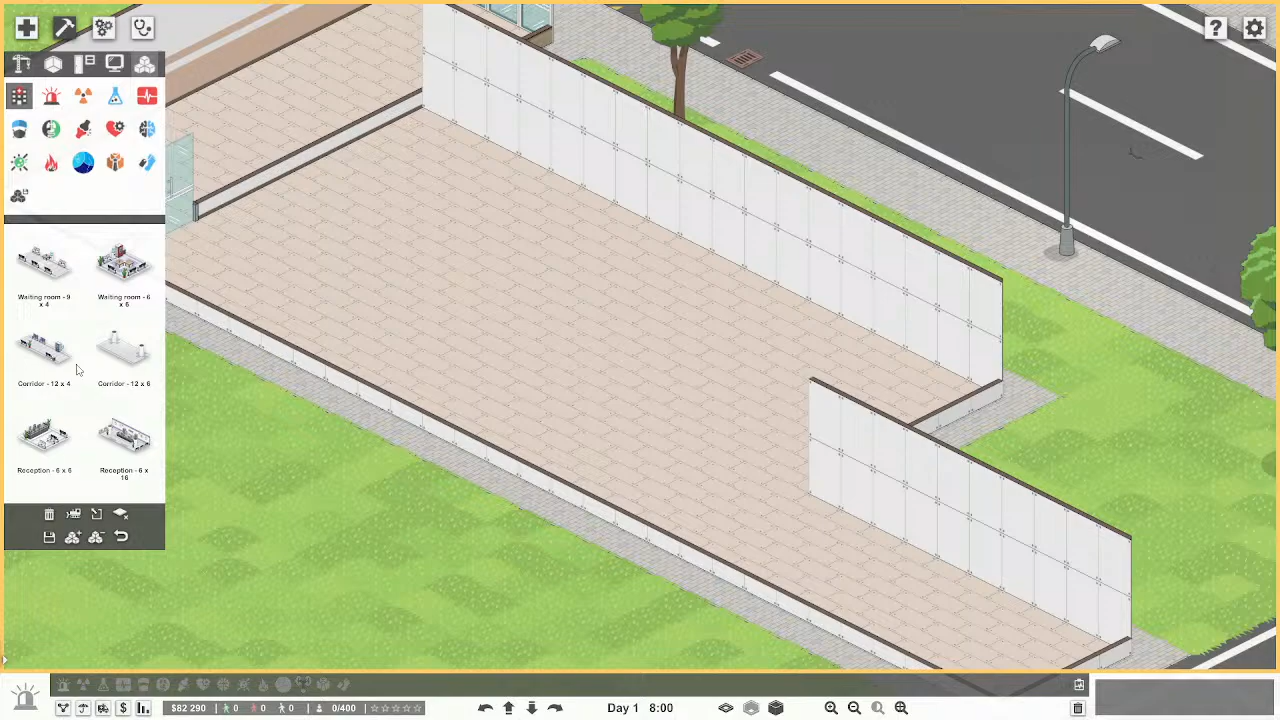 ?
Waiting room - 9
x 4
Waiting room - 6
x 6
Corridor - 12 x 4
Corridor - 12 x 6
Reception - 6 x 6
Reception - 6 x
16
$
$82 290
0
0
0
0/400
Day 1
8:00